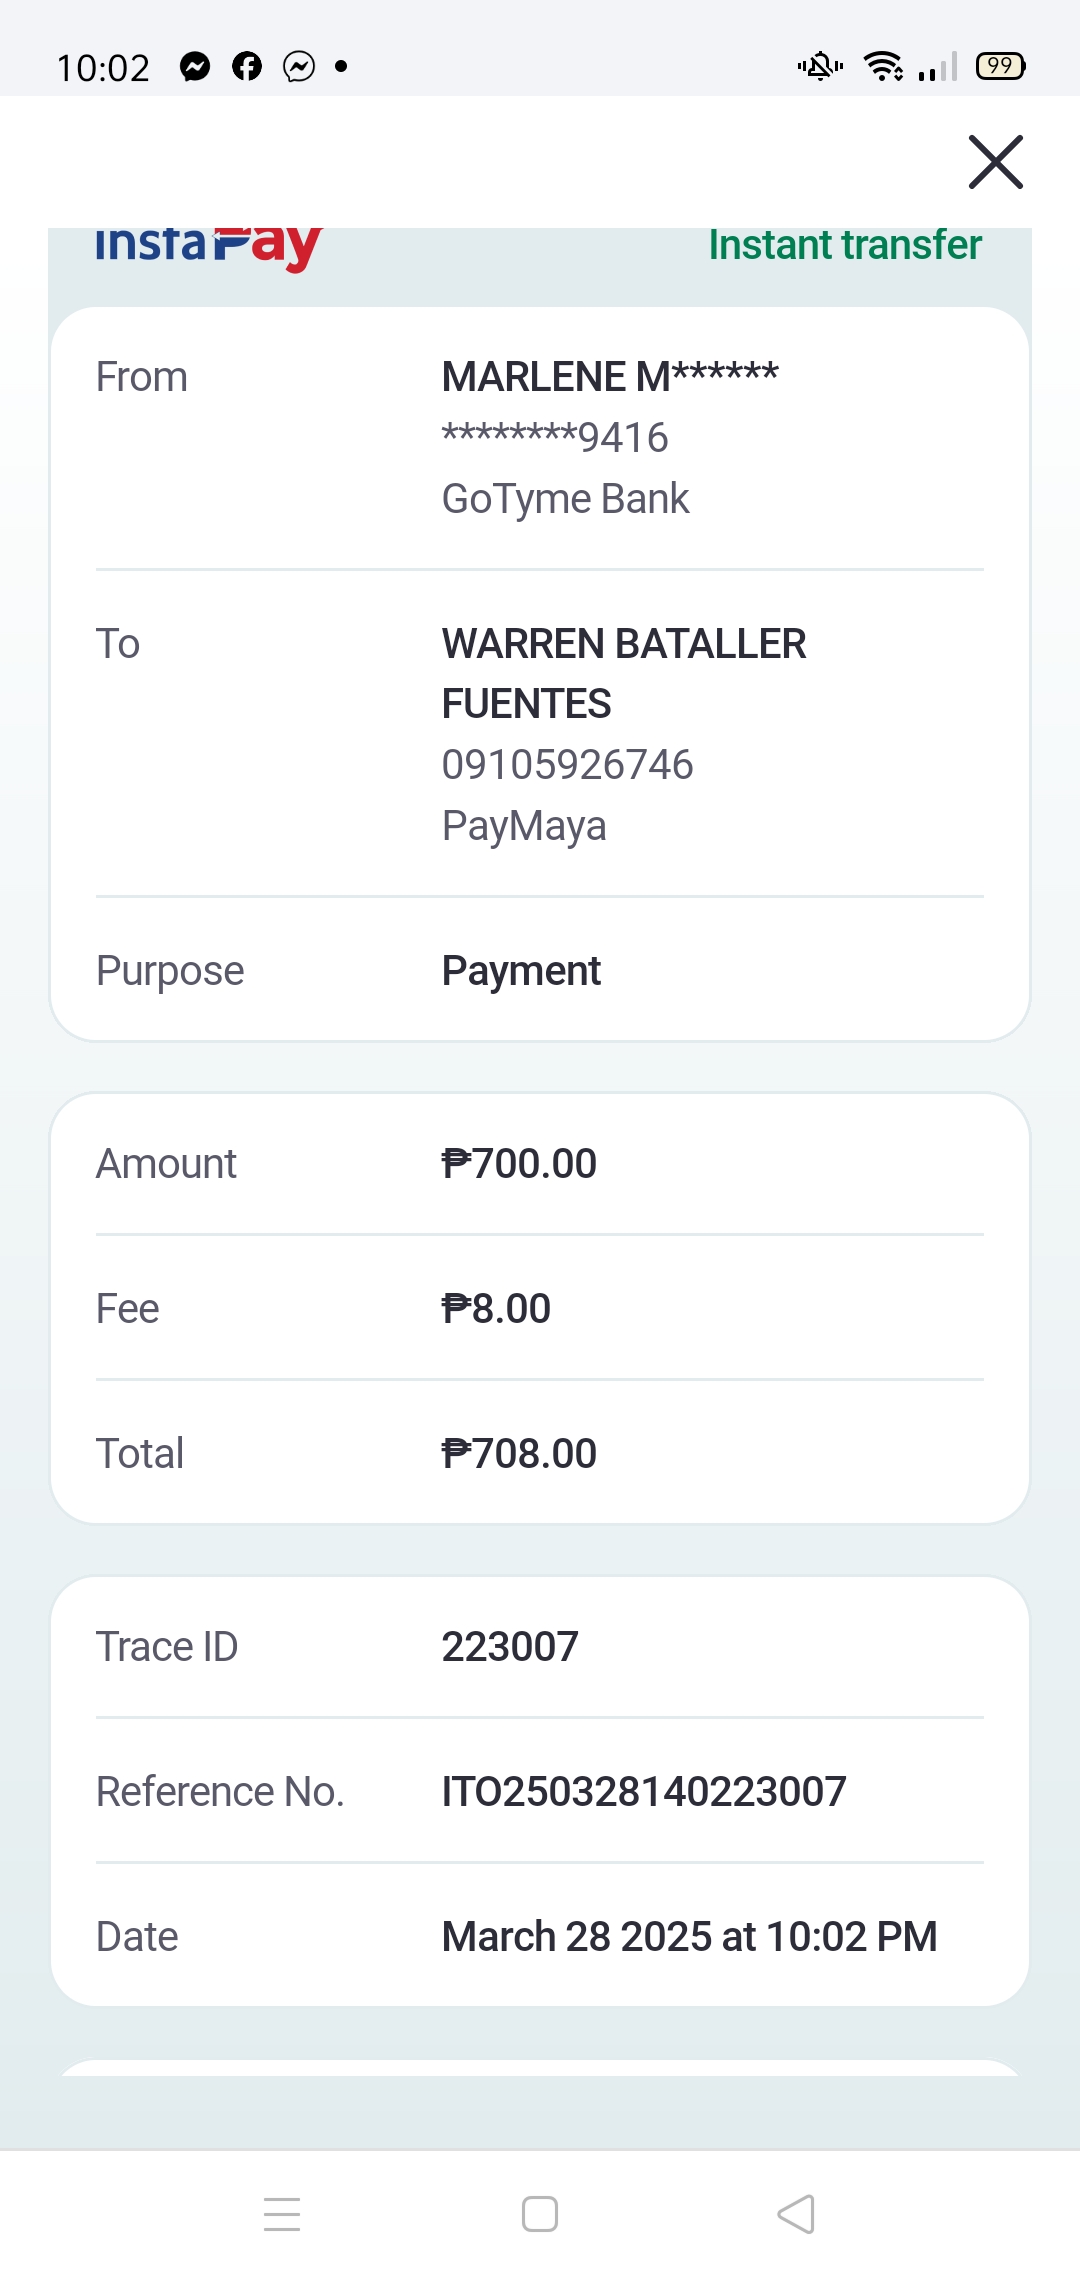 10:02
99
instaPay
Instant transfer
From
MARLENE M******
********9416
GoTyme Bank
To
WARREN BATALLER
FUENTES
09105926746
PayMaya
Purpose
Payment
Amount
₱700.00
Fee
₱8.00
Total
₱708.00
Trace ID
223007
Reference No.
ITO250328140223007
Date
March 28 2025 at 10:02 PM